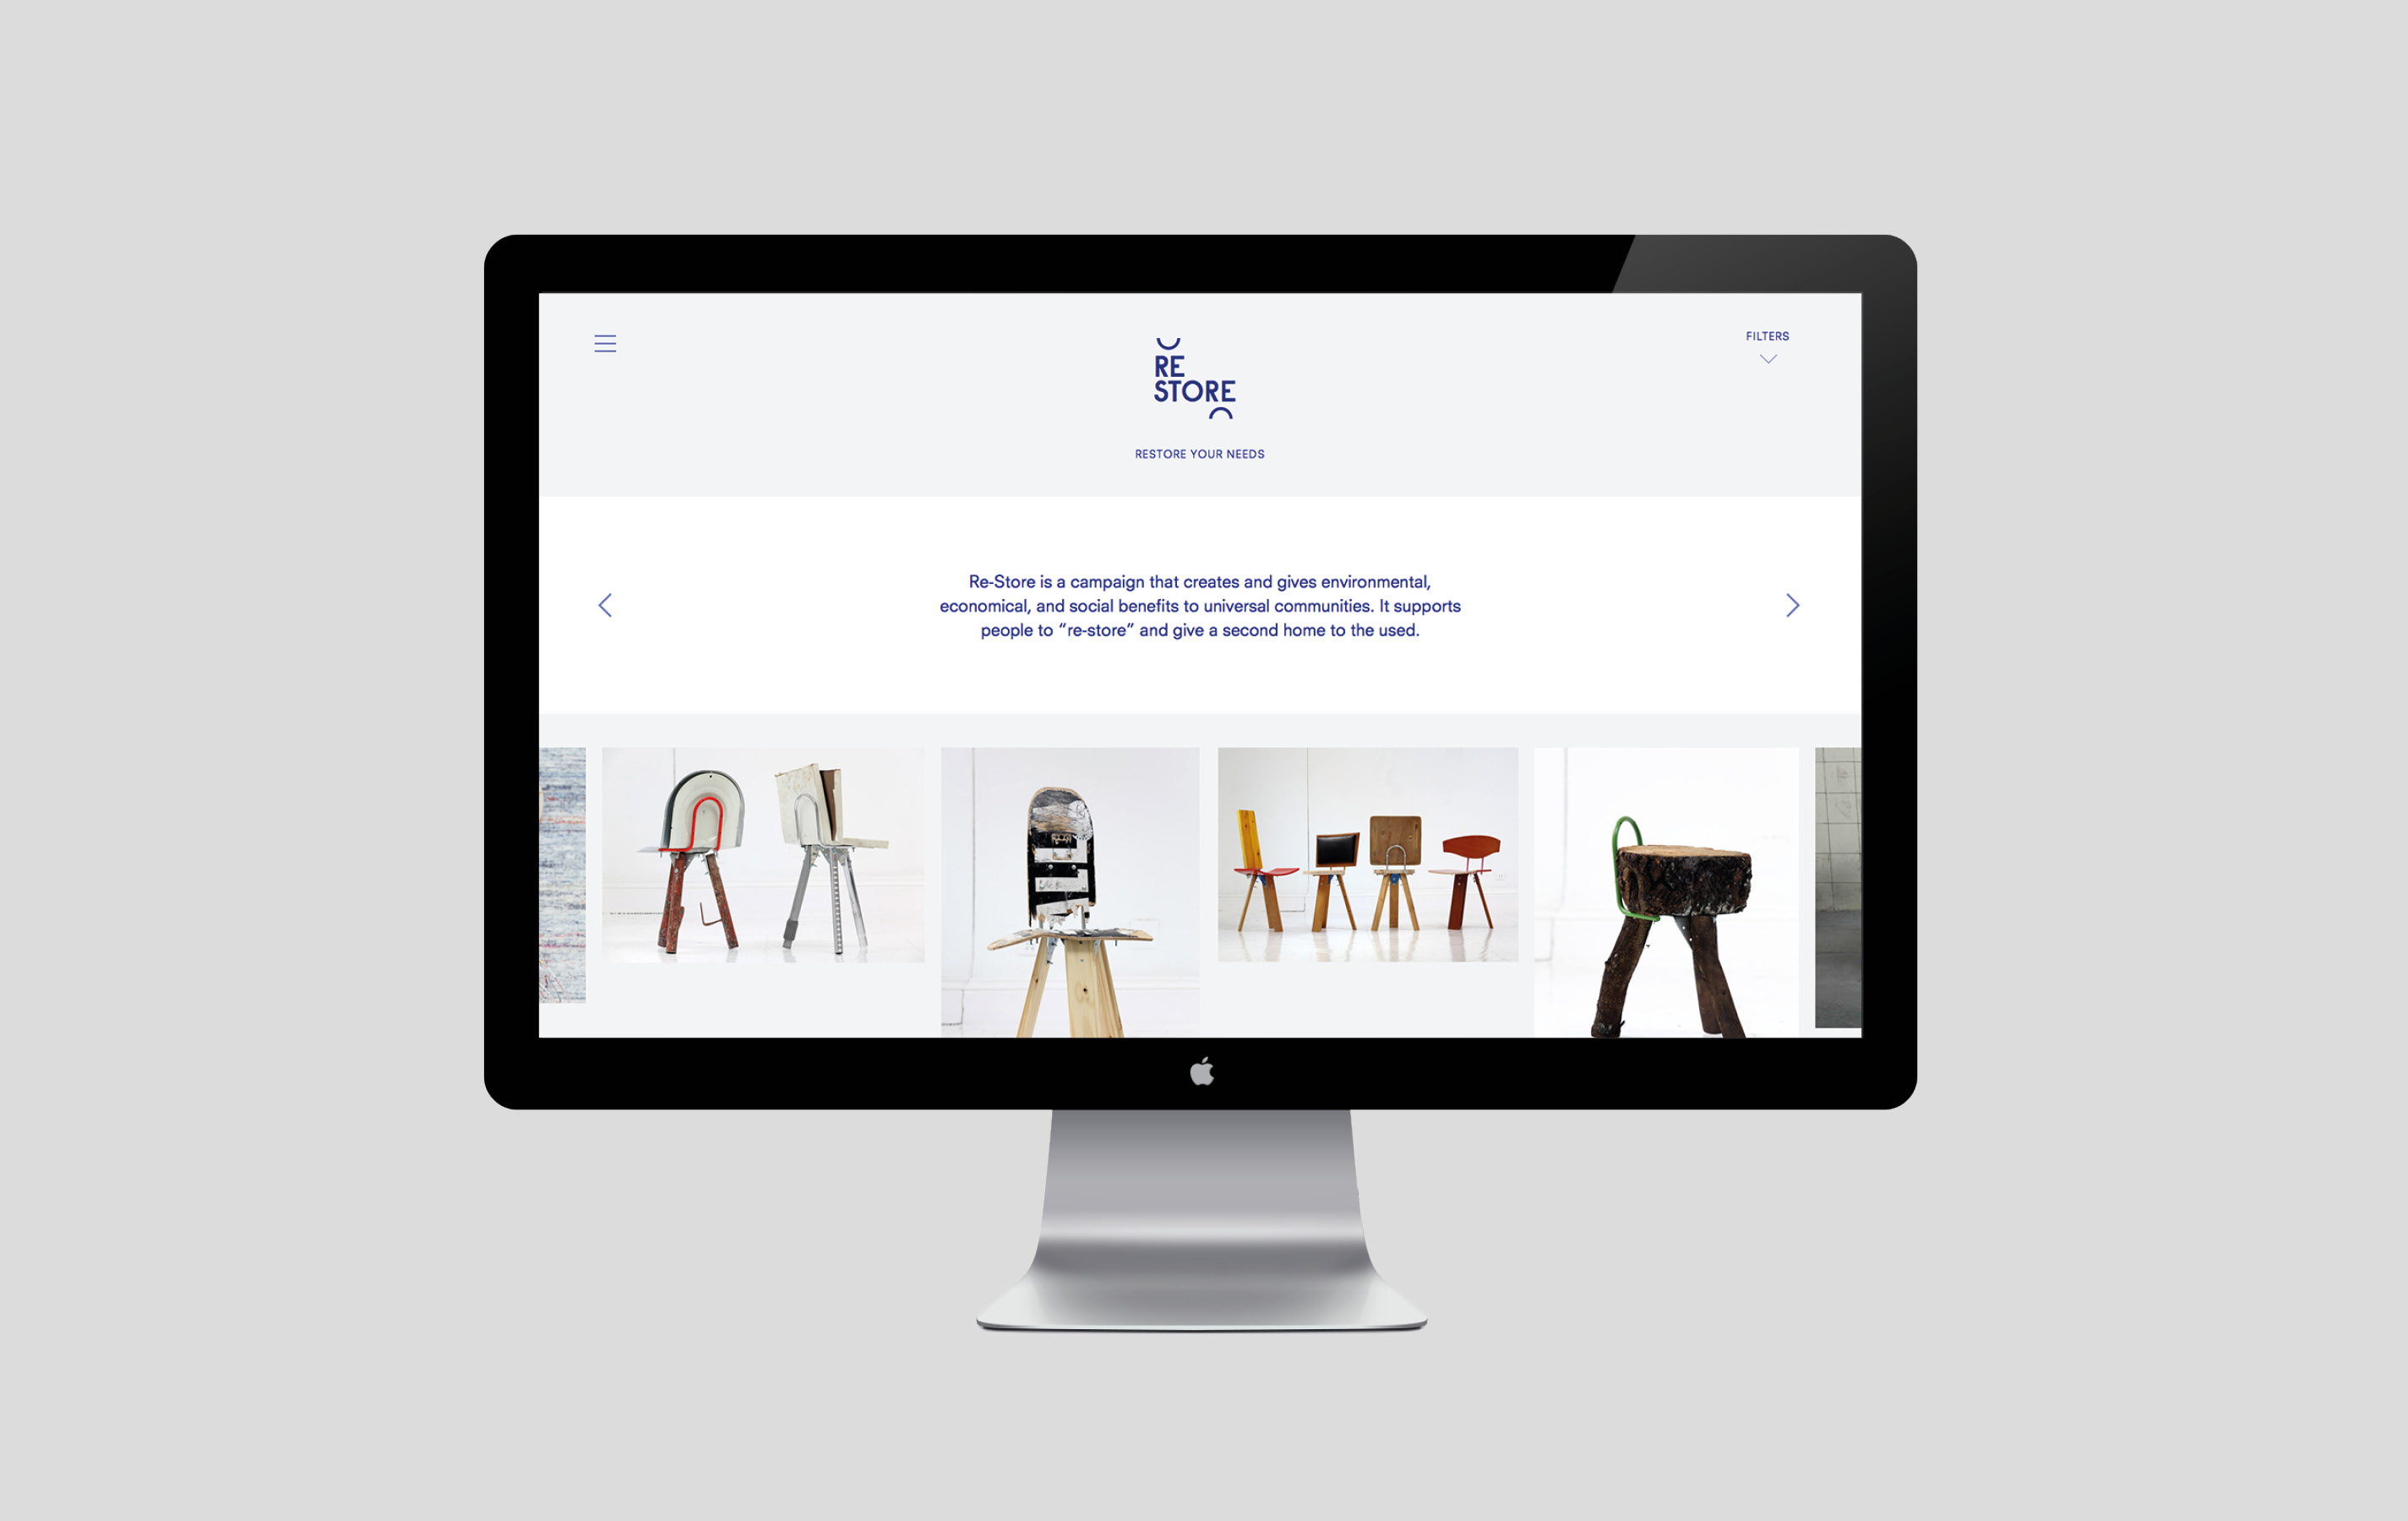 FILTERS
RE
STORE
RESTORE YOUR NEEDS
Re-Store is a campaign that creates and gives environmental,
economical, and social benefits to universal communities. It supports
people to “re-store” and give a second home to the used.